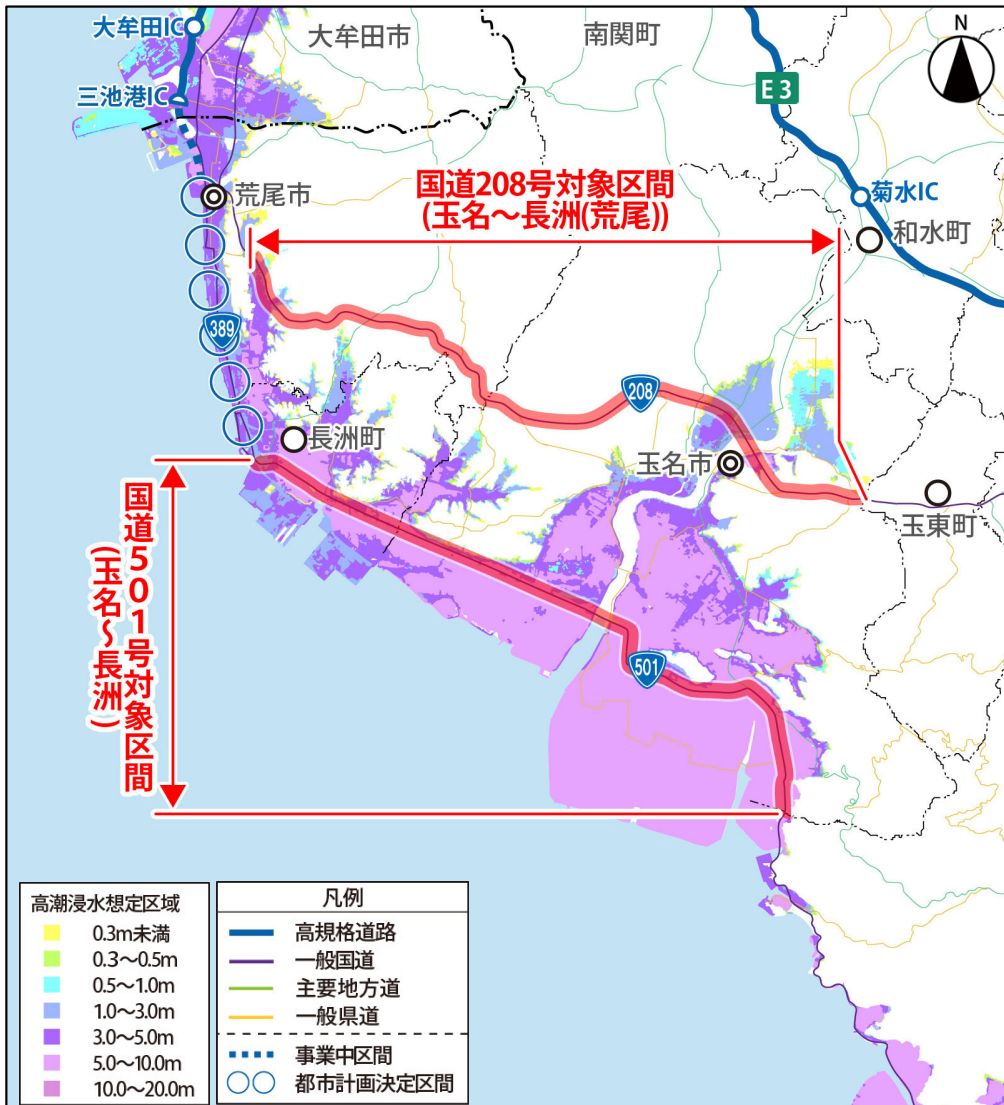 大牟田IC
大牟田市
南関町
N
三池港IC
E3
荒尾市
国道208号対象区間
(玉名～長洲(荒尾))
菊水IC
和水町
389
208
長洲町
玉名市
玉東町
国道501号対象区間
(玉名～長洲)
501
高潮浸水想定区域
0.3m未満
0.3～0.5m
0.5～1.0m
1.0～3.0m
3.0～5.0m
5.0～10.0m
10.0～20.0m
凡例
高規格道路
一般国道
主要地方道
一般県道
事業中区間
都市計画決定区間